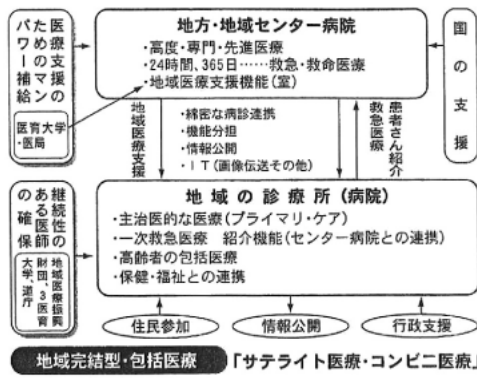 医療支援の
ためのマン
パワー補給
医育大学
・医局
地方・地域センター病院
・高度・専門・先進医療
・24時間、365日……救急・救命医療
・地域医療支援機能(室)
国の支援
地域医療支援
・綿密な病診連携
・機能分担
・情報公開
・IT(画像伝送その他)
患者さん紹介
救急医療
継続性の
ある医師
の確保
地域医療振興
財団、3医育
大学、道庁
地域の診療所(病院)
・主治医的な医療(プライマリ・ケア)
・一次救急医療 紹介機能(センター病院との連携)
・高齢者の包括医療
・保健・福祉との連携
住民参加
情報公開
行政支援
地域完結型・包括医療
「サテライト医療・コンビニ医療」